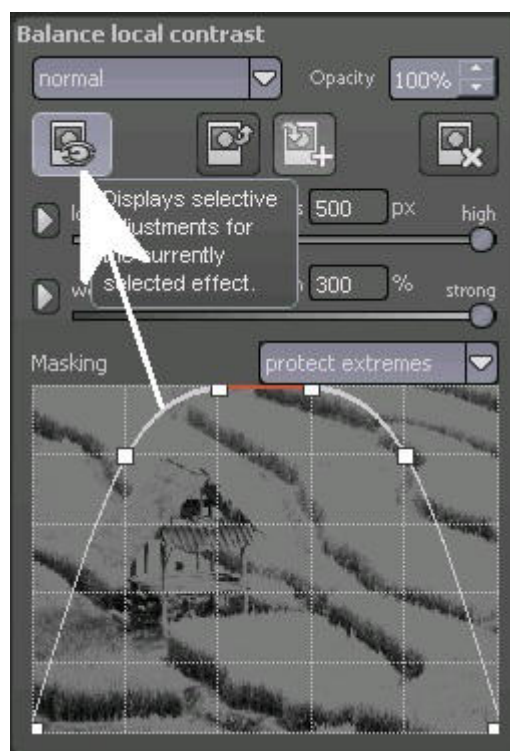 Balance local contrast
normal
Opacity
100%
Displays selective
adjustments for
the currently
selected effect.
500
px
high
300
%
strong
Masking
protect extremes